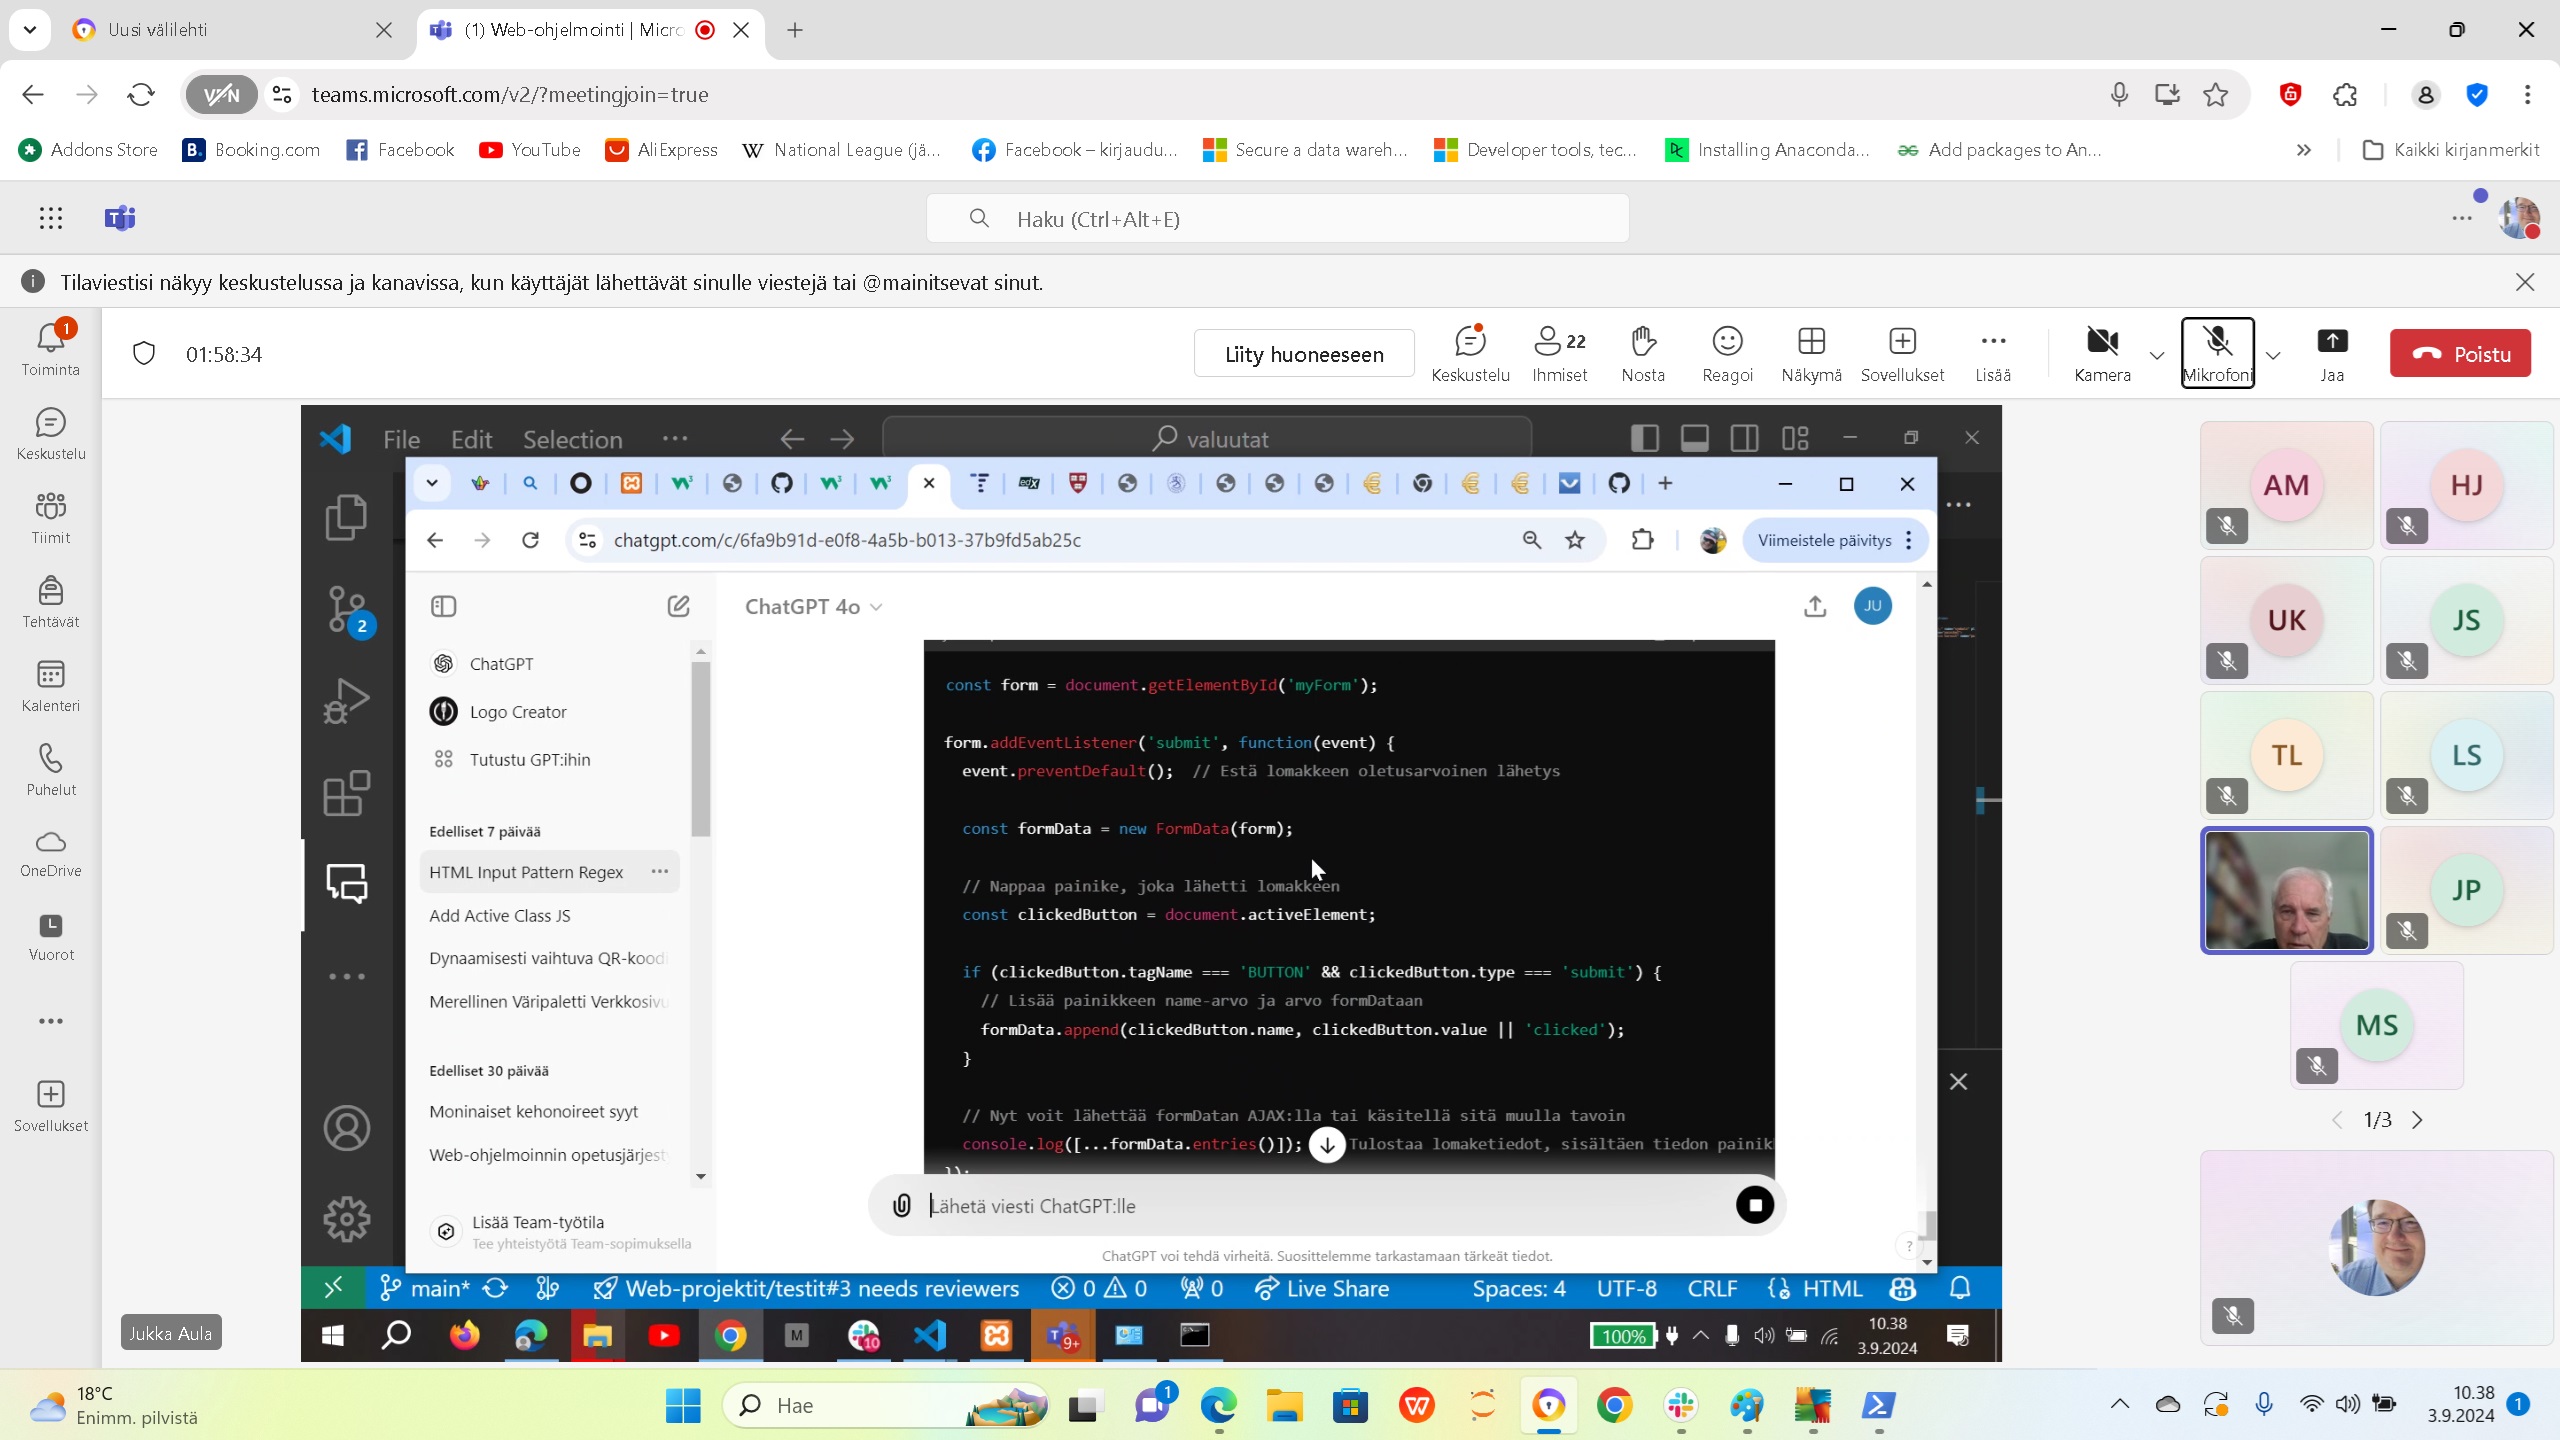 Uusi välilehti
(1) Web-ohjelmointi | Micro
teams.microsoft.com/v2/?meetingjoin=true
Addons Store
Booking.com
Facebook
YouTube
AliExpress
National League (jä...
Facebook – kirjaudu...
Secure a data wareh...
Developer tools, tec...
Installing Anaconda...
Add packages to An...
Kaikki kirjanmerkit
Haku (Ctrl+Alt+E)
Tilaviestisi näkyy keskustelussa ja kanavissa, kun käyttäjät lähettävät sinulle viestejä tai @mainitsevat sinut.
1
Toiminta
Keskustelu
Tiimit
Tehtävät
Kalenteri
Puhelut
OneDrive
Vuorot
Sovellukset
01:58:34
Liity huoneeseen
Keskustelu
22
Ihmiset
Nosta
Reagoi
Näkymä
Sovellukset
Lisää
Kamera
Mikrofoni
Jaa
Poistu
File Edit Selection
valuutat
2
chatgpt.com/c/6fa9b91d-e0f8-4a5b-b013-37b9fd5ab25c
Viimeistele päivitys
ChatGPT
Logo Creator
Tutustu GPT:ihin
Edelliset 7 päivää
HTML Input Pattern Regex
Add Active Class JS
Dynaamisesti vaihtuva QR-koodi
Merellinen Väripaletti Verkkosivu
Edelliset 30 päivää
Moninaiset kehonoireet syyt
Web-ohjelmoinnin opetusjärjesty
Lisää Team-työtila
Tee yhteistyötä Team-sopimuksella
ChatGPT 4o
JU
const form = document.getElementById('myForm');
form.addEventListener('submit', function(event) {
event.preventDefault(); // Estä lomakkeen oletusarvoinen lähetys
const formData = new FormData(form);
// Nappaa painike, joka lähetti lomakkeen
const clickedButton = document.activeElement;
if (clickedButton.tagName === 'BUTTON' && clickedButton.type === 'submit') {
// Lisää painikkeen name-arvo ja arvo formDataan
formData.append(clickedButton.name, clickedButton.value || 'clicked');
}
// Nyt voit lähettää formDatan AJAX:lla tai käsitellä sitä muulla tavoin
console.log([...formData.entries()]); Tulostaa lomaketiedot, sisältäen tiedon painik
});
Lähetä viesti ChatGPT:lle
ChatGPT voi tehdä virheitä. Suosittelemme tarkastamaan tärkeät tiedot.
?
main*
Web-projektit/testit#3 needs reviewers
0
0
0
Live Share
Spaces: 4
UTF-8
CRLF
HTML
M
10
9+
100%
10.38
3.9.2024
Jukka Aula
AM
HJ
UK
JS
TL
LS
JP
MS
1/3
18°C
Enimm. pilvistä
Hae
1
10.38
3.9.2024
1